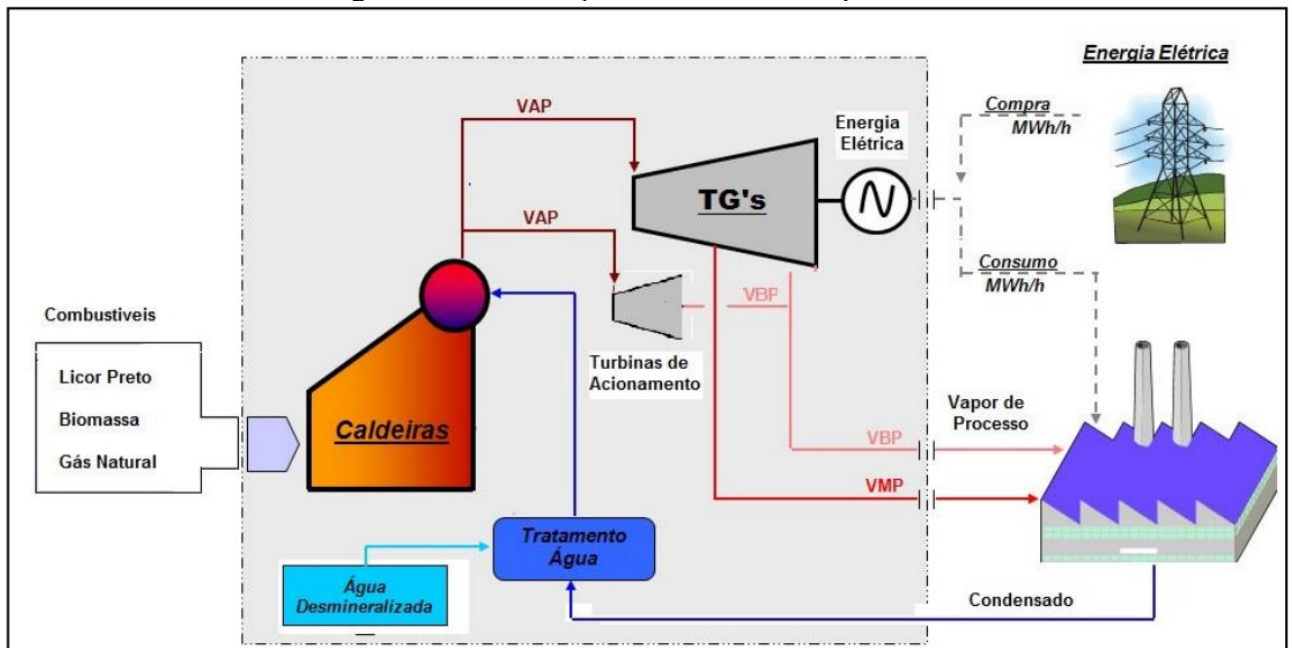 Energia Elétrica
Compra
MWh/h
VAP
Energia
Elétrica
TG's
VAP
Consumo
MWh/h
VBP
Combustiveis
Turbinas de
Acionamento
Licor Preto
Biomassa
Gás Natural
Caldeiras
Vapor de
Processo
VBP
VMP
Tratamento
Água
Água
Desmineralizada
Condensado